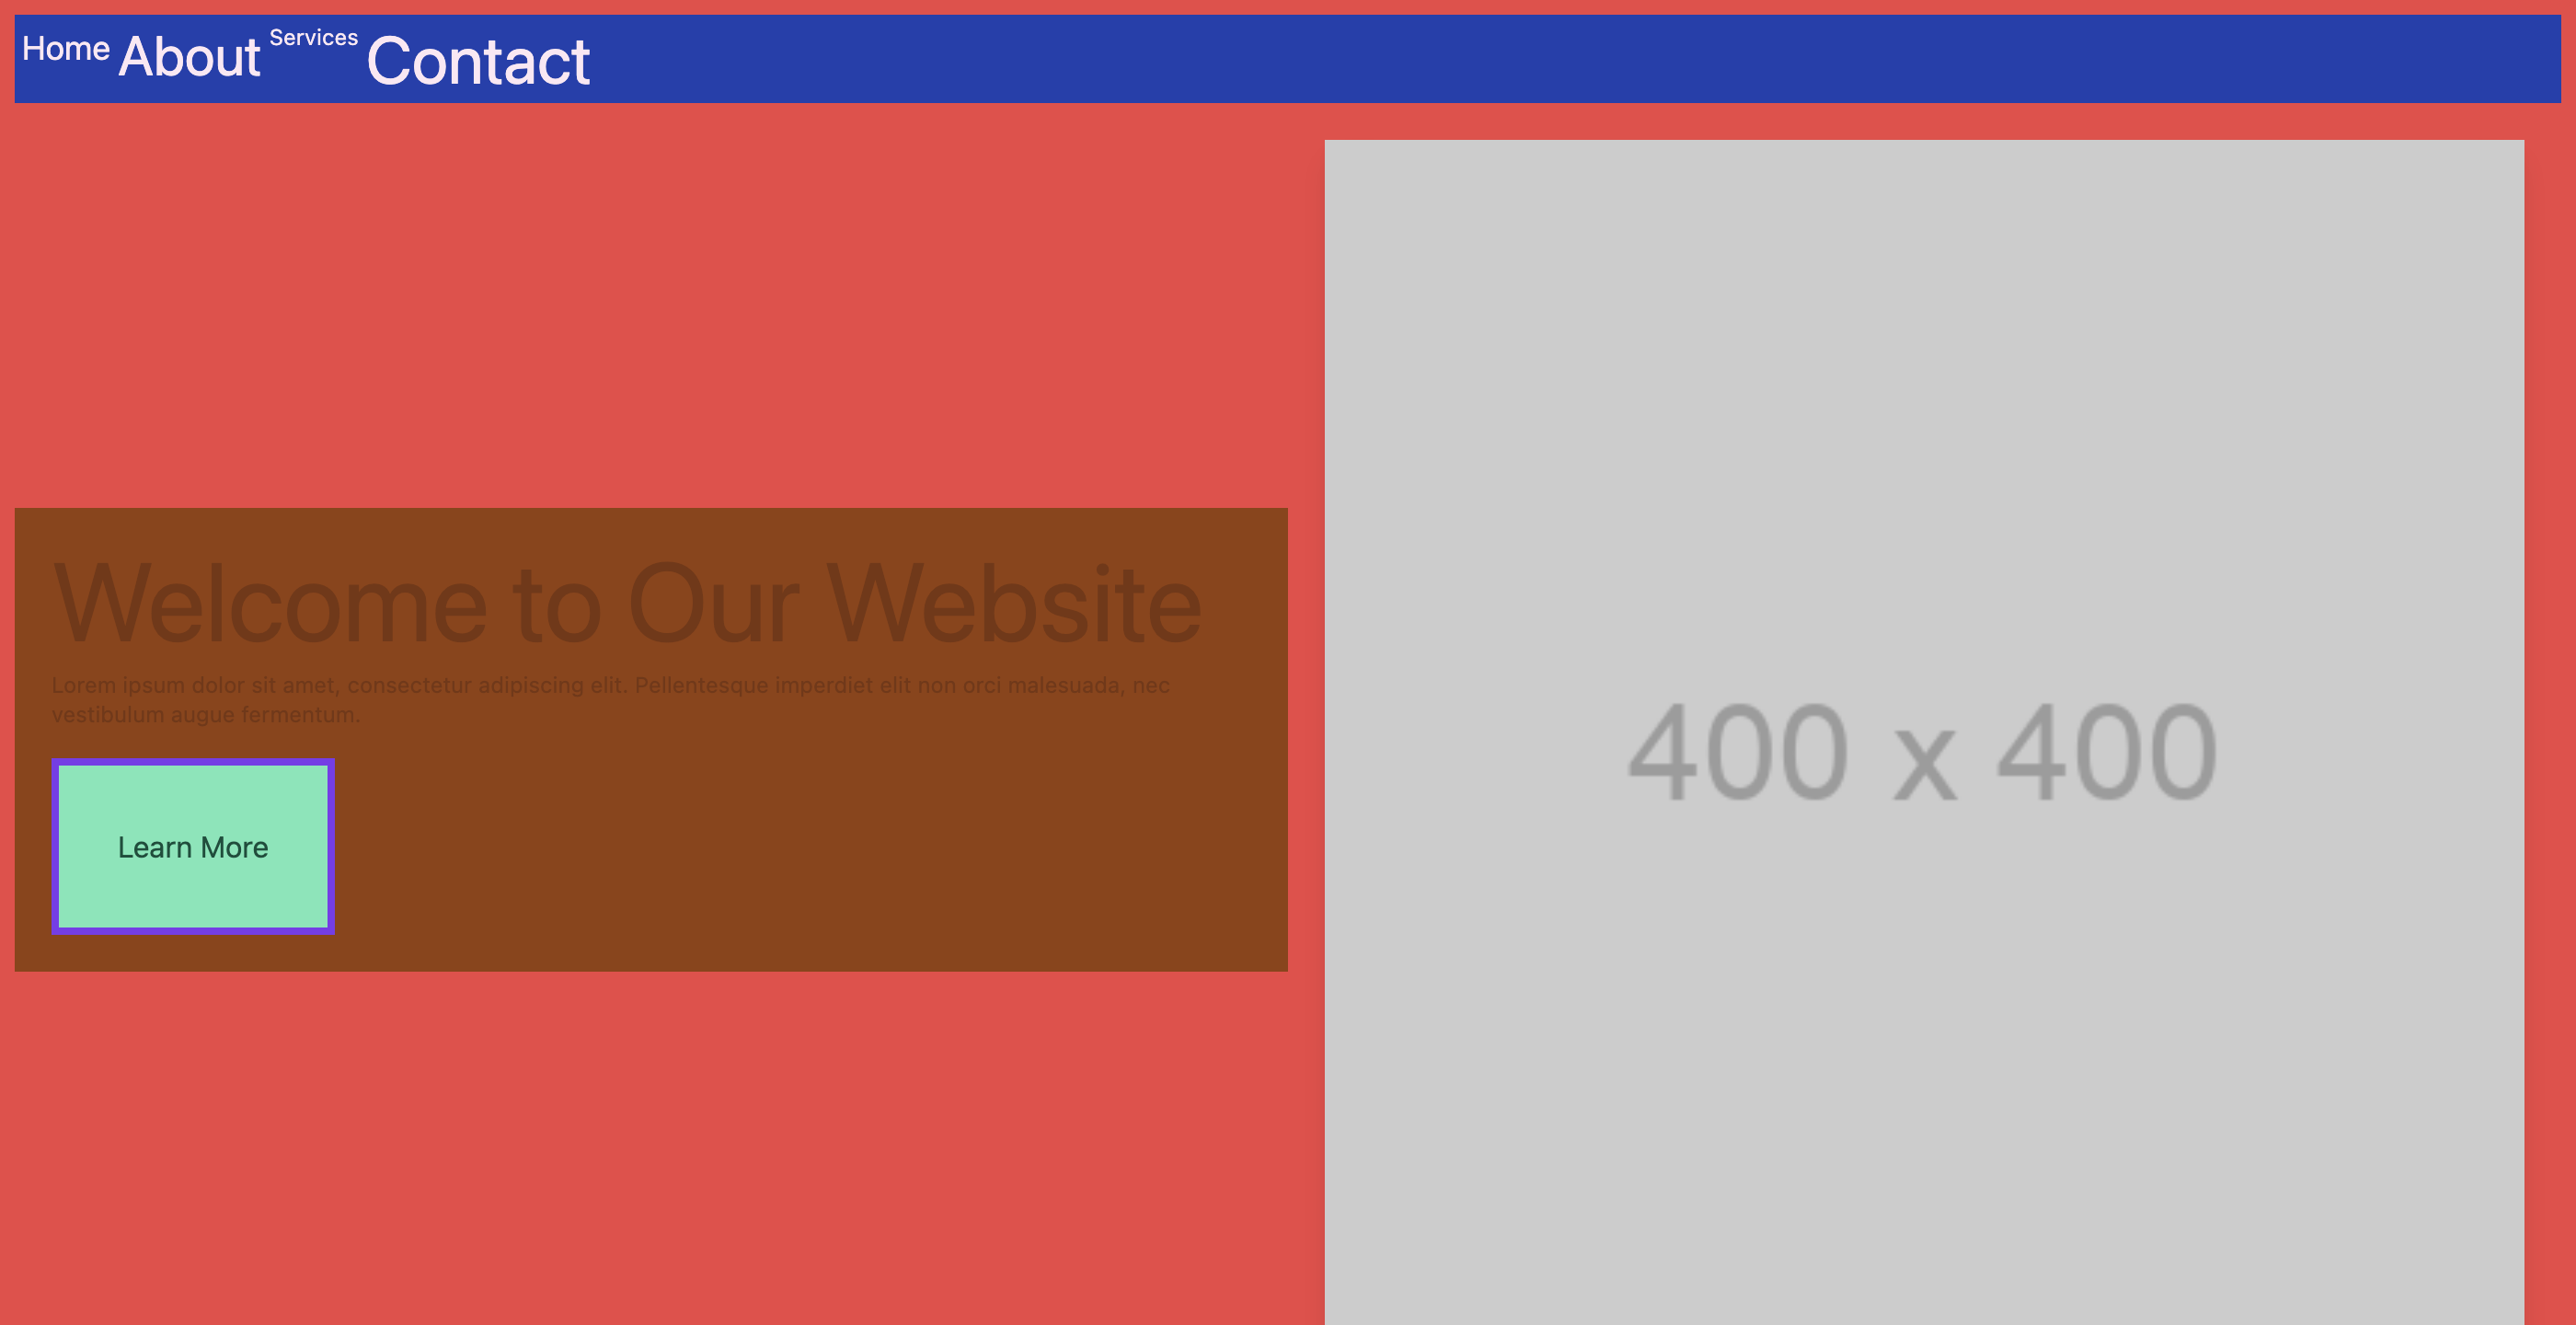 Home About Services Contact
Welcome to Our Website
Lorem ipsum dolor sit amet, consectetur adipiscing elit. Pellentesque imperdiet elit non orci malesuada, nec
vestibulum augue fermentum.
Learn More
400 x 400